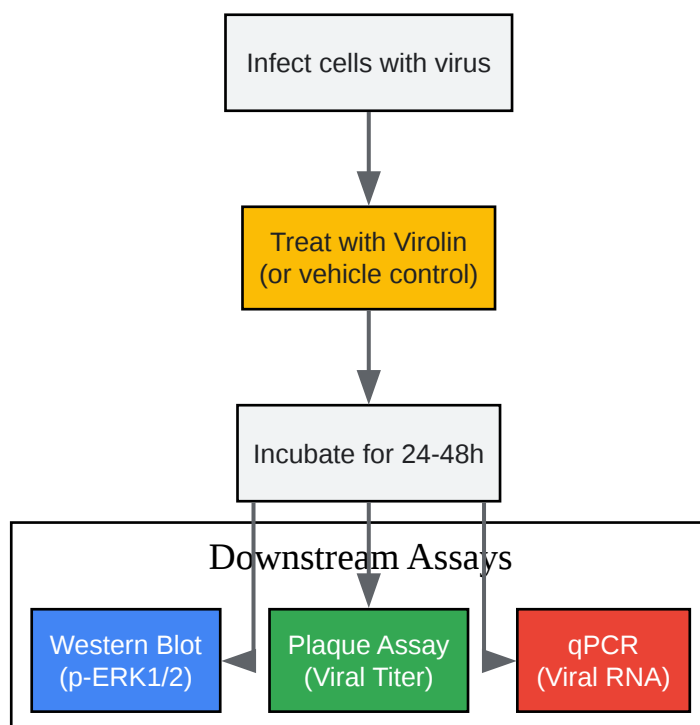 Infect cells with virus
Treat with Virolin
(or vehicle control)
Incubate for 24-48h
Downstream Assays
Western Blot
(p-ERK1/2)
Plaque Assay
(Viral Titer)
qPCR
(Viral RNA)